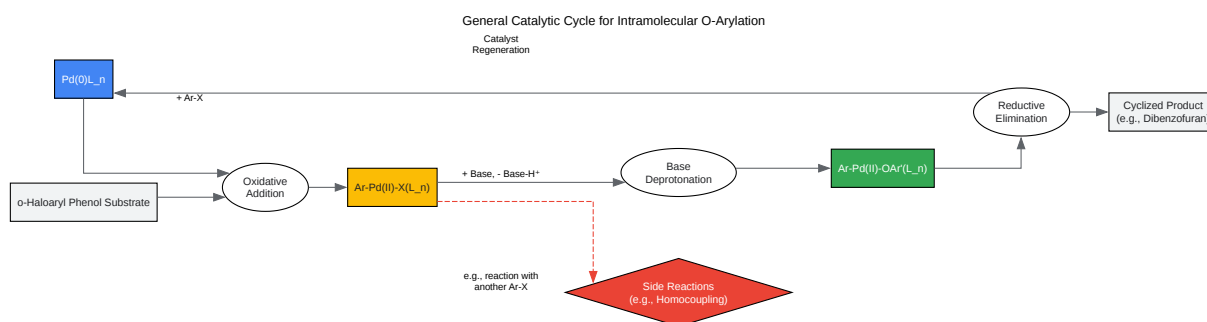 General Catalytic Cycle for Intramolecular O-Arylation
Catalyst
Regeneration
Pd(0)L_n
+ Ar-X
Reductive
Elimination
Cyclized Product
(e.g., Dibenzofuran)
Base
Deprotonation
Ar-Pd(II)-OAr'(L_n)
+ Base, - Base-H⁺
Oxidative
Addition
Ar-Pd(II)-X(L_n)
o-Haloaryl Phenol Substrate
e.g., reaction with
another Ar-X
Side Reactions
(e.g., Homocoupling)